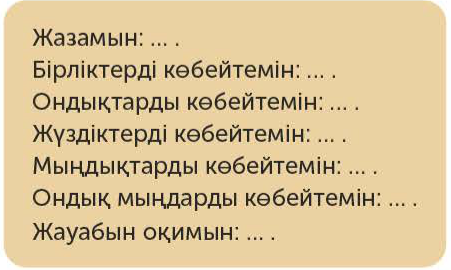 Жазамын: ... .
Бірліктерді көбейтемін: ... .
Ондықтарды көбейтемін: ... .
Жүздіктерді көбейтемін: ... .
Мыңдықтарды көбейтемін: ... .
Ондық мыңдарды көбейтемін: ... .
Жауабын оқимын: ... .